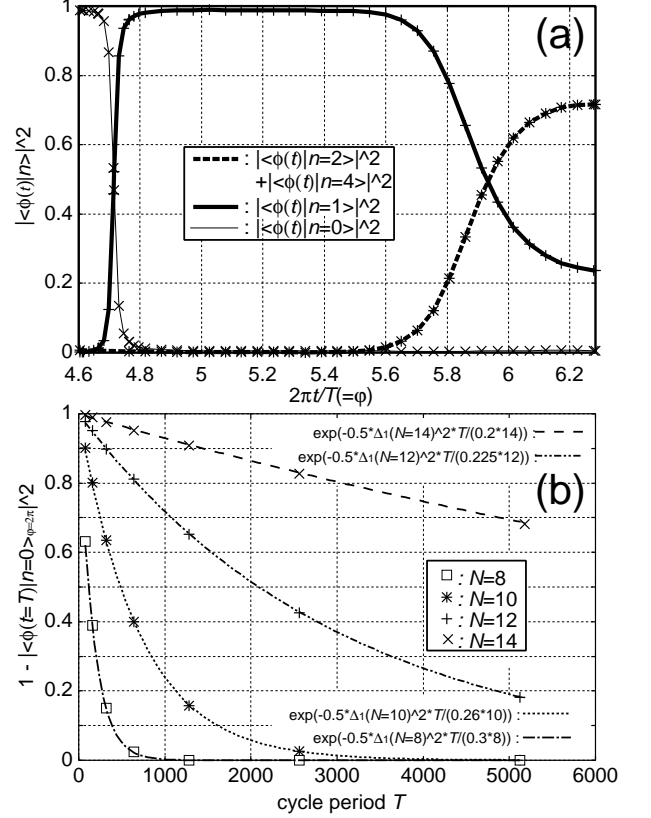 1
0.8
0.6
0.4
0.2
0
|<ϕ(t)|n>|^2
(a)
: |<ϕ(t)|n=2>|^2
+|<ϕ(t)|n=4>|^2
: |<ϕ(t)|n=1>|^2
: |<ϕ(t)|n=0>|^2
4.6 4.8 5 5.2 5.4 5.6 5.8 6 6.2
2πt/T(=φ)
1
0.8
0.6
0.4
0.2
0
1 - |<ϕ(t=T)|n=0>φ=2π|^2
exp(-0.5*Δ1(N=14)^2*T/(0.2*14)) :
exp(-0.5*Δ1(N=12)^2*T/(0.225*12)) :
(b)
: N=8
: N=10
: N=12
: N=14
exp(-0.5*Δ1(N=10)^2*T/(0.26*10)) :
exp(-0.5*Δ1(N=8)^2*T/(0.3*8)) :
0 1000 2000 3000 4000 5000 6000
cycle period T